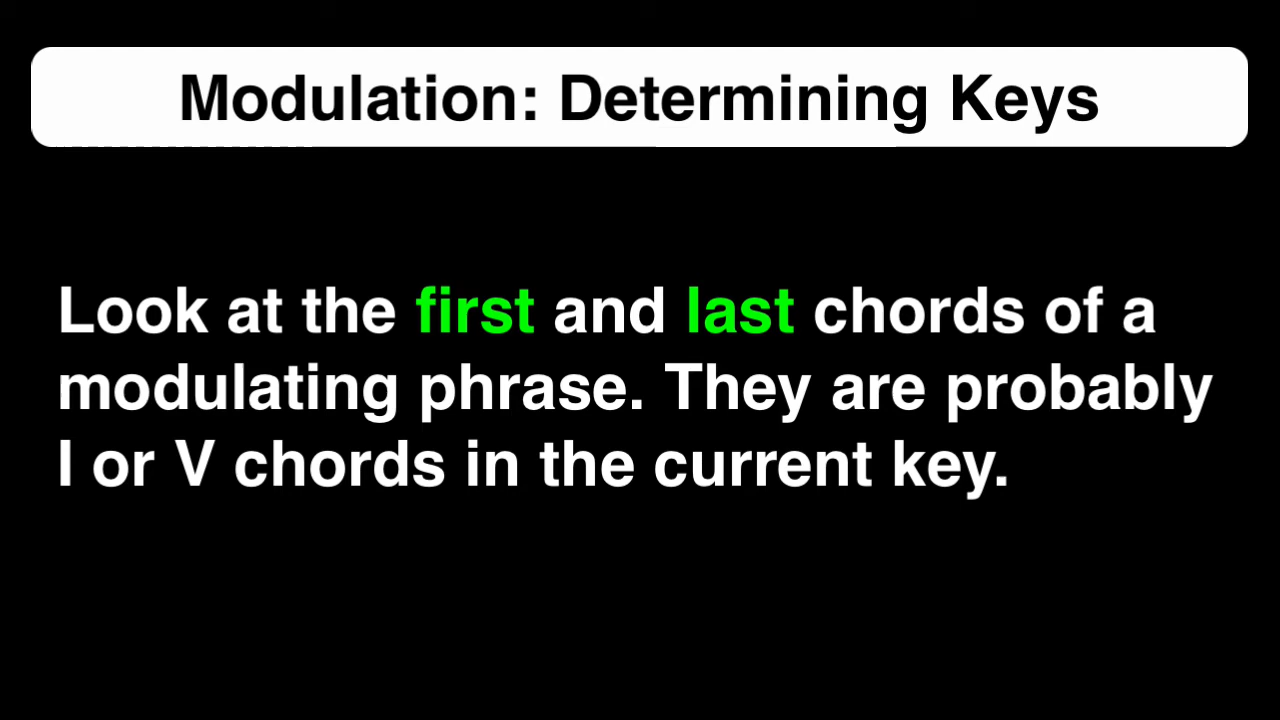 Modulation: Determining Keys
Look at the first and last chords of a
modulating phrase. They are probably
I or V chords in the current key.